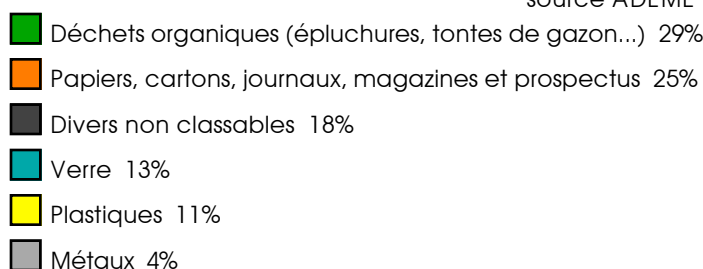 source ADEME
Déchets organiques (épluchures, tontes de gazon...) 29%
Papiers, cartons, journaux, magazines et prospectus 25%
Divers non classables 18%
Verre 13%
Plastiques 11%
Métaux 4%